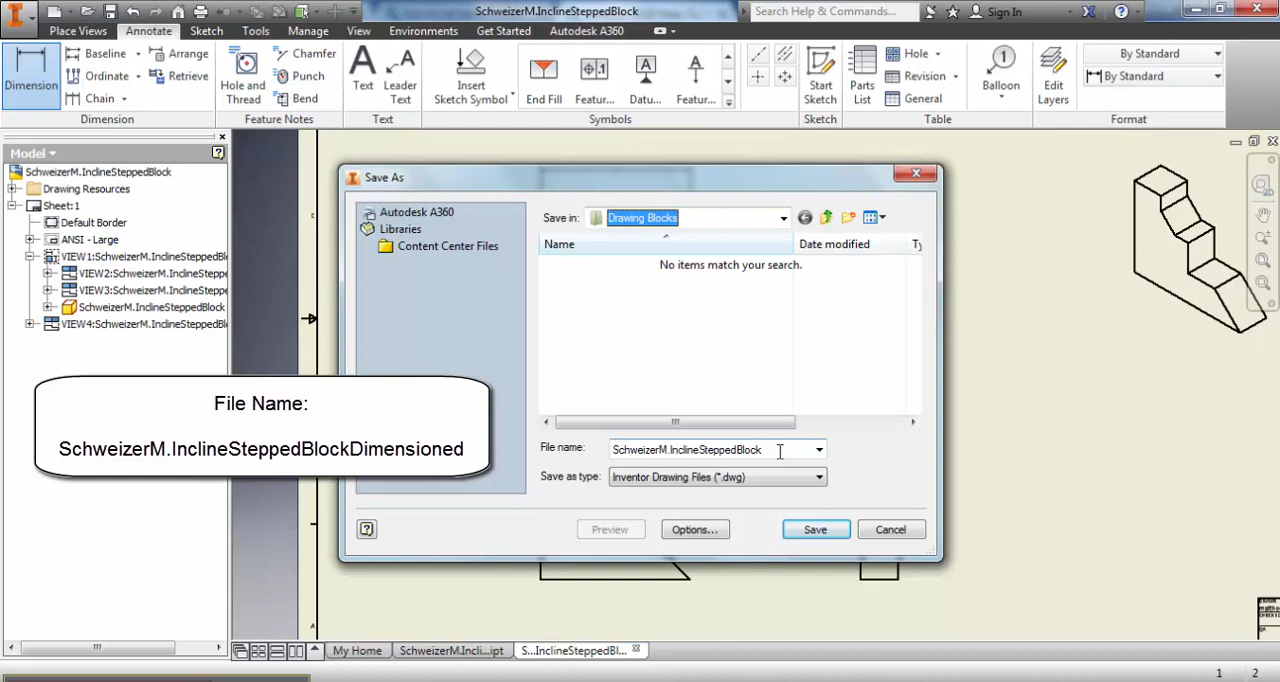 SchweizerM.InclineSteppedBlock
Search Help & Commands...
Sign In
Place Views
Annotate
Sketch
Tools
Manage
View
Environments
Get Started
Autodesk A360
Dimension
Baseline
Ordinate
Chain
Arrange
Retrieve
Dimension
Hole and
Thread
Chamfer
Punch
Bend
Feature Notes
Text
Leader
Text
Text
Insert
Sketch Symbol
End Fill
Featur...
Datu...
Featur...
Symbols
Start
Sketch
Sketch
Parts
List
Hole
Revision
General
Table
Balloon
Edit
Layers
By Standard
By Standard
Format
Model
SchweizerM.InclineSteppedBlock
Drawing Resources
Sheet:1
Default Border
ANSI - Large
VIEW1:SchweizerM.InclineSteppedBl
VIEW2:SchweizerM.InclineStepped
VIEW3:SchweizerM.InclineStepped
SchweizerM.InclineSteppedBlock
VIEW4:SchweizerM.InclineSteppedBl
Save As
Autodesk A360
Libraries
Content Center Files
Save in:
Drawing Blocks
Name
Date modified
Ty
No items match your search.
File name:
SchweizerM.InclineSteppedBlock
Save as type:
Inventor Drawing Files (*.dwg)
Preview
Options...
Save
Cancel
File Name:
SchweizerM.InclineSteppedBlockDimensioned
My Home
SchweizerM.Incli...ipt
S...InclineSteppedBl...
1
2